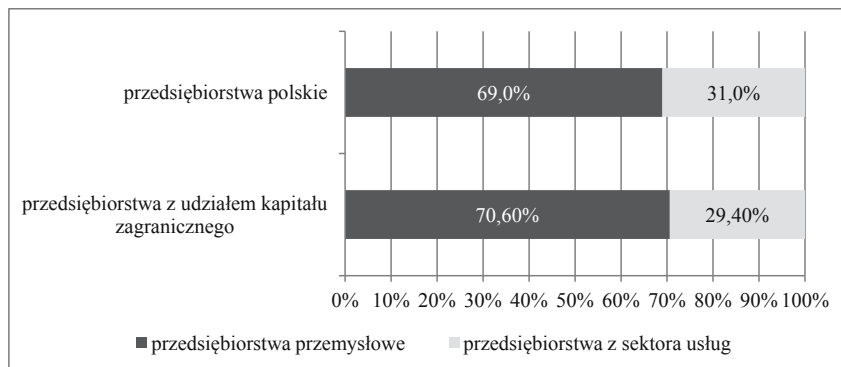 przedsiębiorstwa polskie
69,0%
31,0%
przedsiębiorstwa z udziałem kapitału
zagranicznego
70,60%
29,40%
0% 10% 20% 30% 40% 50% 60% 70% 80% 90% 100%
przedsiębiorstwa przemysłowe
przedsiębiorstwa z sektora usług